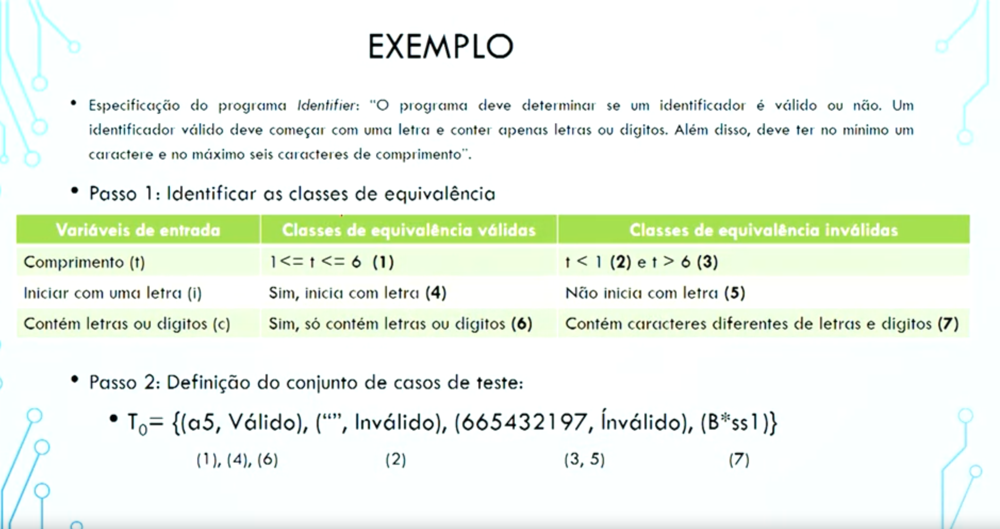 EXEMPLO
• Especificação do programa Identifier: "O programa deve determinar se um identificador é válido ou não. Um
identificador válido deve começar com uma letra e conter apenas letras ou dígitos. Além disso, deve ter no mínimo um
caractere e no máximo seis caracteres de comprimento".
• Passo 1: Identificar as classes de equivalência
Variáveis de entrada Classes de equivalência válidas Classes de equivalência inválidas
Comprimento (t) 1<= t <= 6 (1) t < 1 (2) e t > 6 (3)
Iniciar com uma letra (i) Sim, inicia com letra (4) Não inicia com letra (5)
Contém letras ou dígitos (c) Sim, só contém letras ou dígitos (6) Contém caracteres diferentes de letras e dígitos (7)
• Passo 2: Definição do conjunto de casos de teste:
• T₀= {(a5, Válido), (“”, Inválido), (665432197, Ínválido), (B*ss1)}
(1), (4), (6) (2) (3, 5) (7)